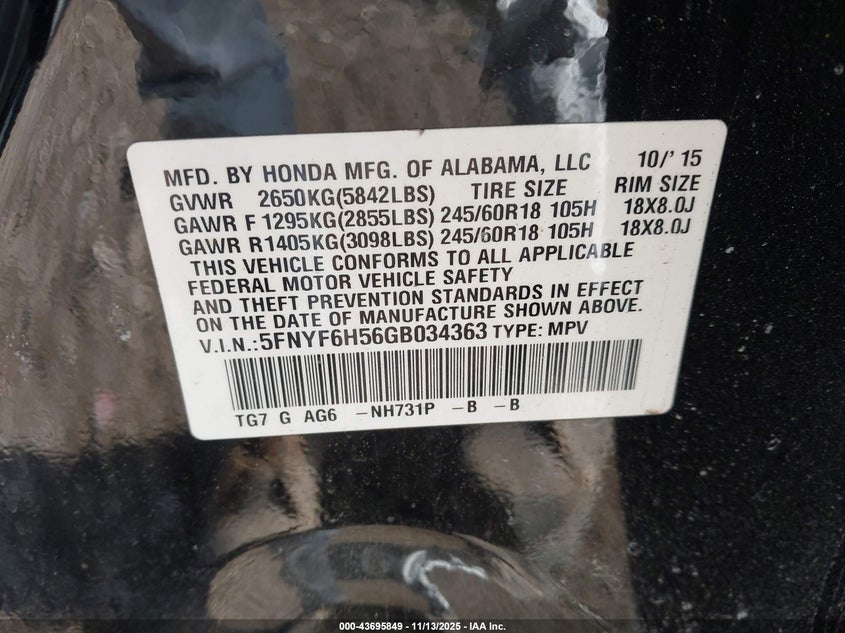 MFD. BY HONDA MFG. OF ALABAMA, LLC 10/'15
GVWR 2650KG(5842LBS) TIRE SIZE RIM SIZE
GAWR F1295KG(2855LBS) 245/60R18 105H 18X8.0J
GAWR R1405KG(3098LBS) 245/60R18 105H 18X8.0J
THIS VEHICLE CONFORMS TO ALL APPLICABLE
FEDERAL MOTOR VEHICLE SAFETY
AND THEFT PREVENTION STANDARDS IN EFFECT
ON THE DATE OF MANUFACTURE SHOWN ABOVE.
V.I.N.:5FNYF6H56GB034363 TYPE: MPV
TG7 G AG6 -NH731P -B -B
000-43695849 - 11/13/2025 - IAA Inc.